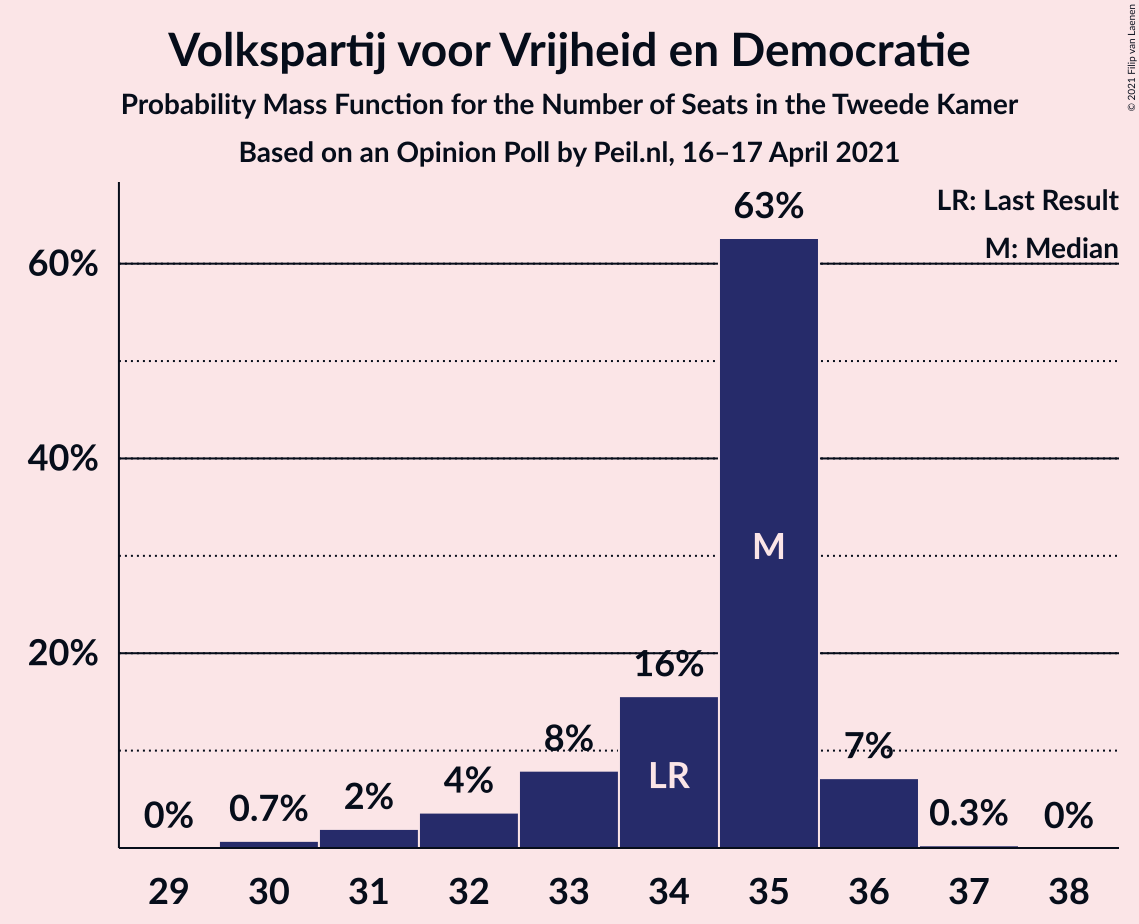 Volkspartij voor Vrijheid en Democratie
Probability Mass Function for the Number of Seats in the Tweede Kamer
Based on an Opinion Poll by Peil.nl, 16–17 April 2021
© 2021 Filip van Laenen
LR: Last Result
M: Median
60%
40%
20%
0%
0.7%
2%
4%
8%
16%
63%
7%
0.3%
0%
LR
M
29 30 31 32 33 34 35 36 37 38